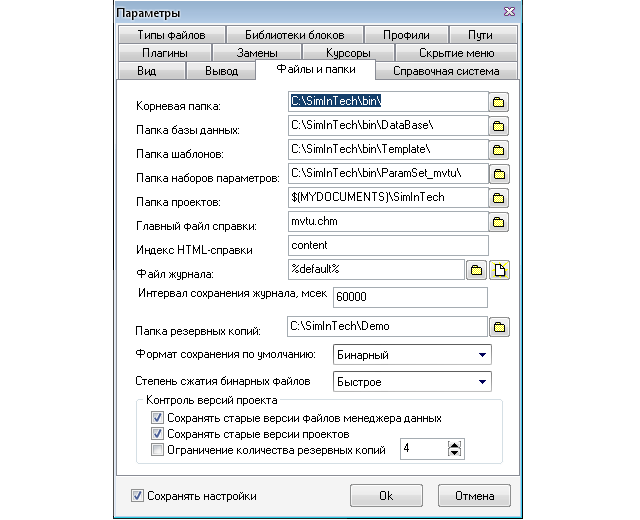 Параметры
Типы файлов Библиотеки блоков Профили Пути
Плагины Замены Курсоры Скрытие меню
Вид Вывод Файлы и папки Справочная система
Корневая папка: C:\SimInTech\bin\
Папка базы данных: C:\SimInTech\bin\DataBase\
Папка шаблонов: C:\SimInTech\bin\Template\
Папка наборов параметров: C:\SimInTech\bin\ParamSet_mvtu\
Папка проектов: $(MYDOCUMENTS)\SimInTech
Главный файл справки: mvtu.chm
Индекс HTML-справки content
Файл журнала: %default%
Интервал сохранения журнала, мсек 60000
Папка резервных копий: C:\SimInTech\Demo
Формат сохранения по умолчанию: Бинарный
Степень сжатия бинарных файлов Быстрое
Контроль версий проекта
Сохранять старые версии файлов менеджера данных
Сохранять старые версии проектов
Ограничение количества резервных копий 4
Сохранять настройки Ok Отмена